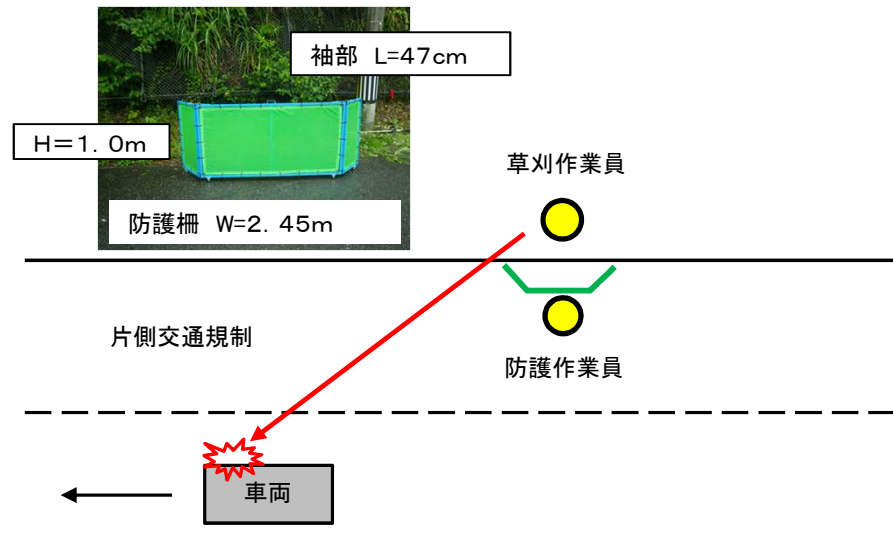 袖部 L=47cm
H=1.0m
防護柵 W=2.45m
草刈作業員
片側交通規制
防護作業員
車両